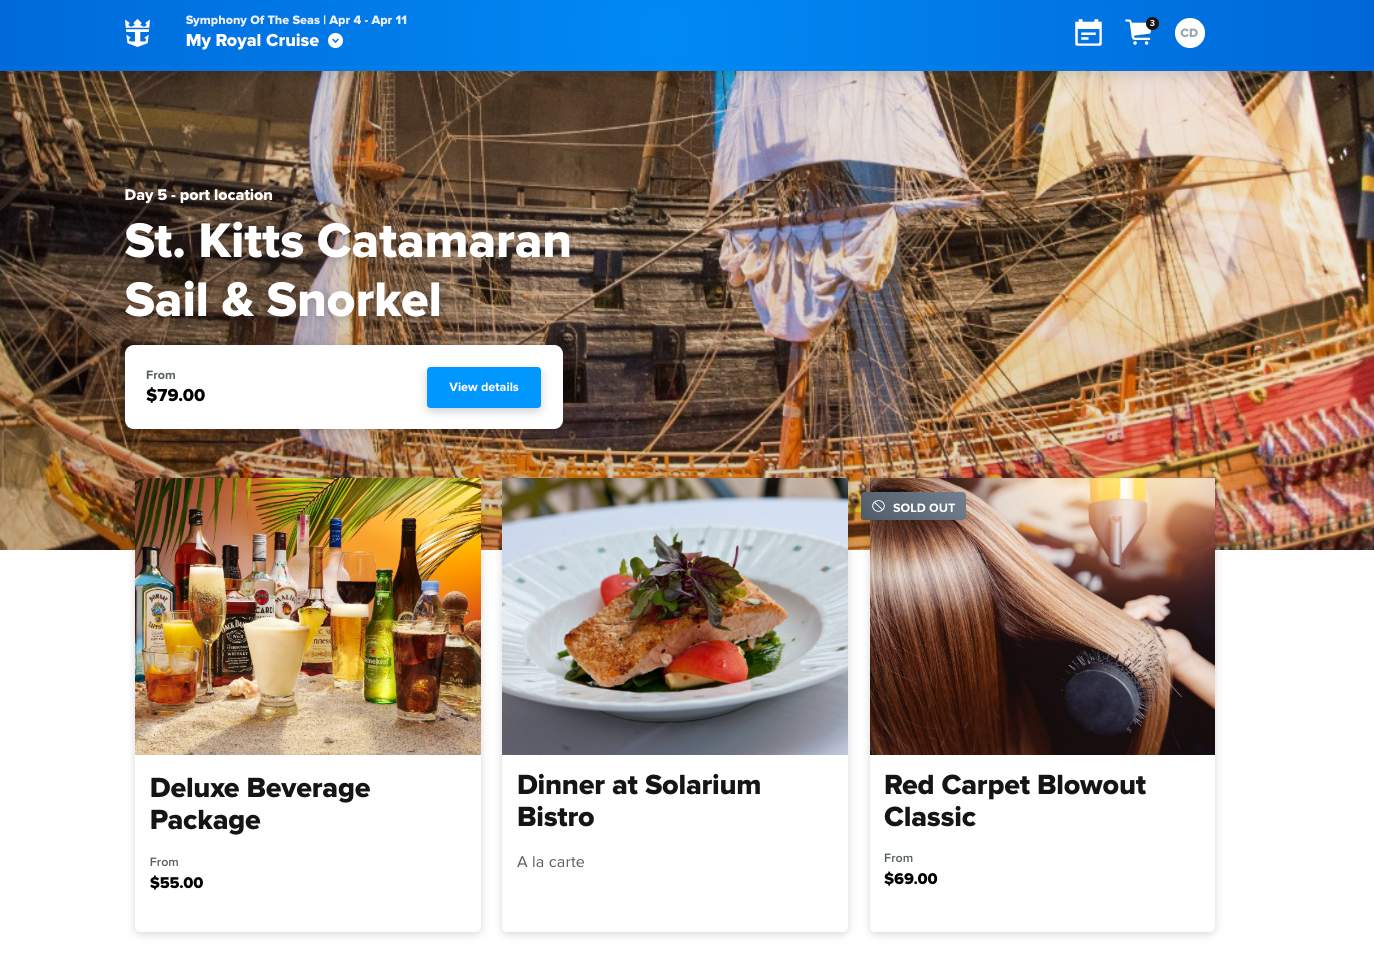 Symphony Of The Seas | Apr 4 - Apr 11
My Royal Cruise
3
CD
Day 5 - port location
St. Kitts Catamaran
Sail & Snorkel
From
$79.00
View details
SOLD OUT
Deluxe Beverage
Package
From
$55.00
Dinner at Solarium
Bistro
A la carte
Red Carpet Blowout
Classic
From
$69.00